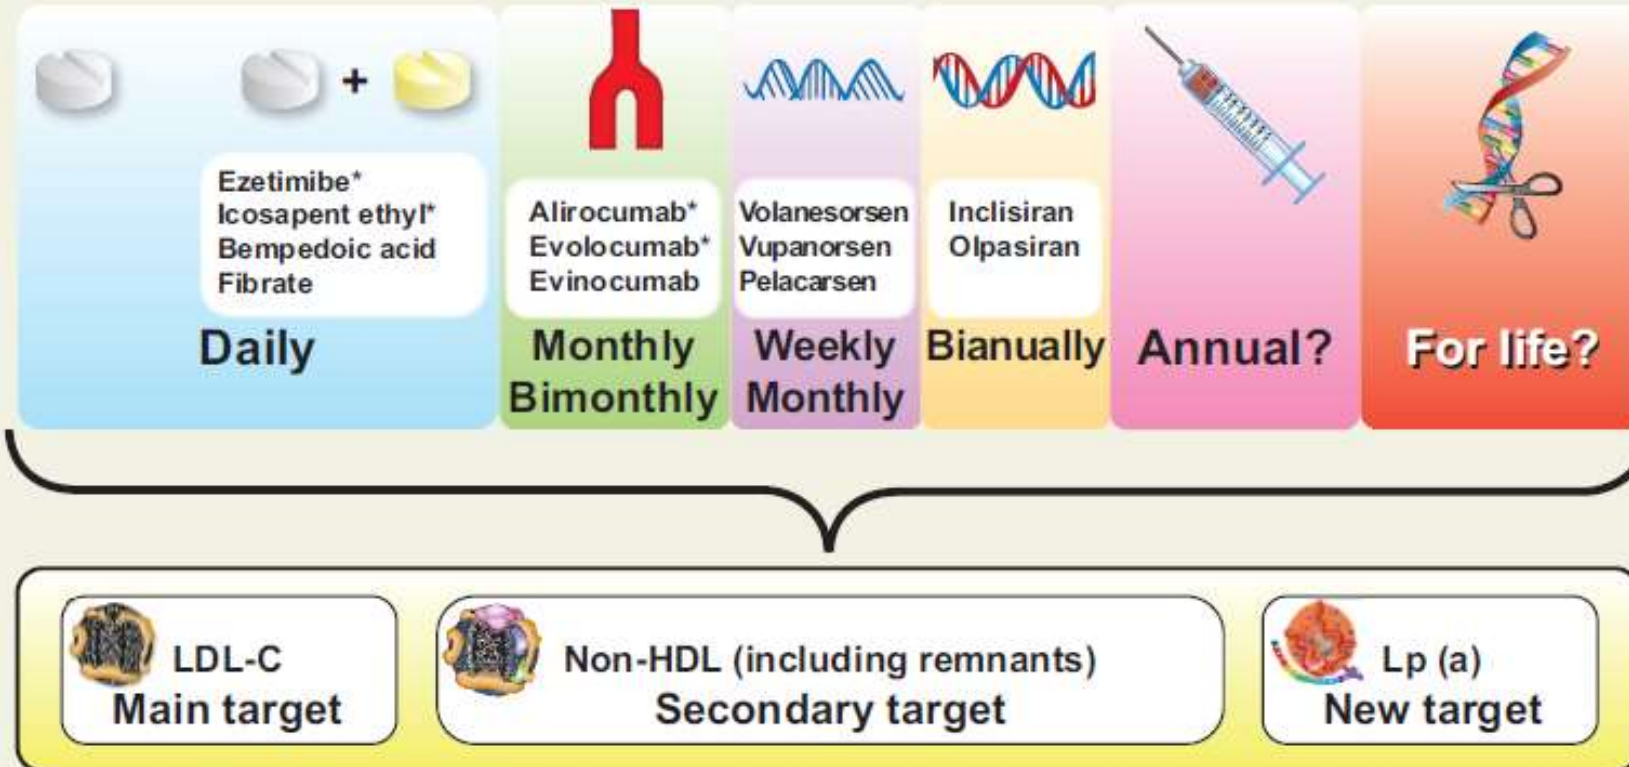 Ezetimibe*
Icosapent ethyl*
Bempedoic acid
Fibrate
Daily
Alirocumab*
Evolocumab*
Evinocumab
Monthly
Bimonthly
Volanesorsen
Vupanorsen
Pelacarsen
Weekly
Monthly
Inclisiran
Olpasiran
Bianually
Annual?
For life?
LDL-C
Main target
Non-HDL (including remnants)
Secondary target
Lp (a)
New target